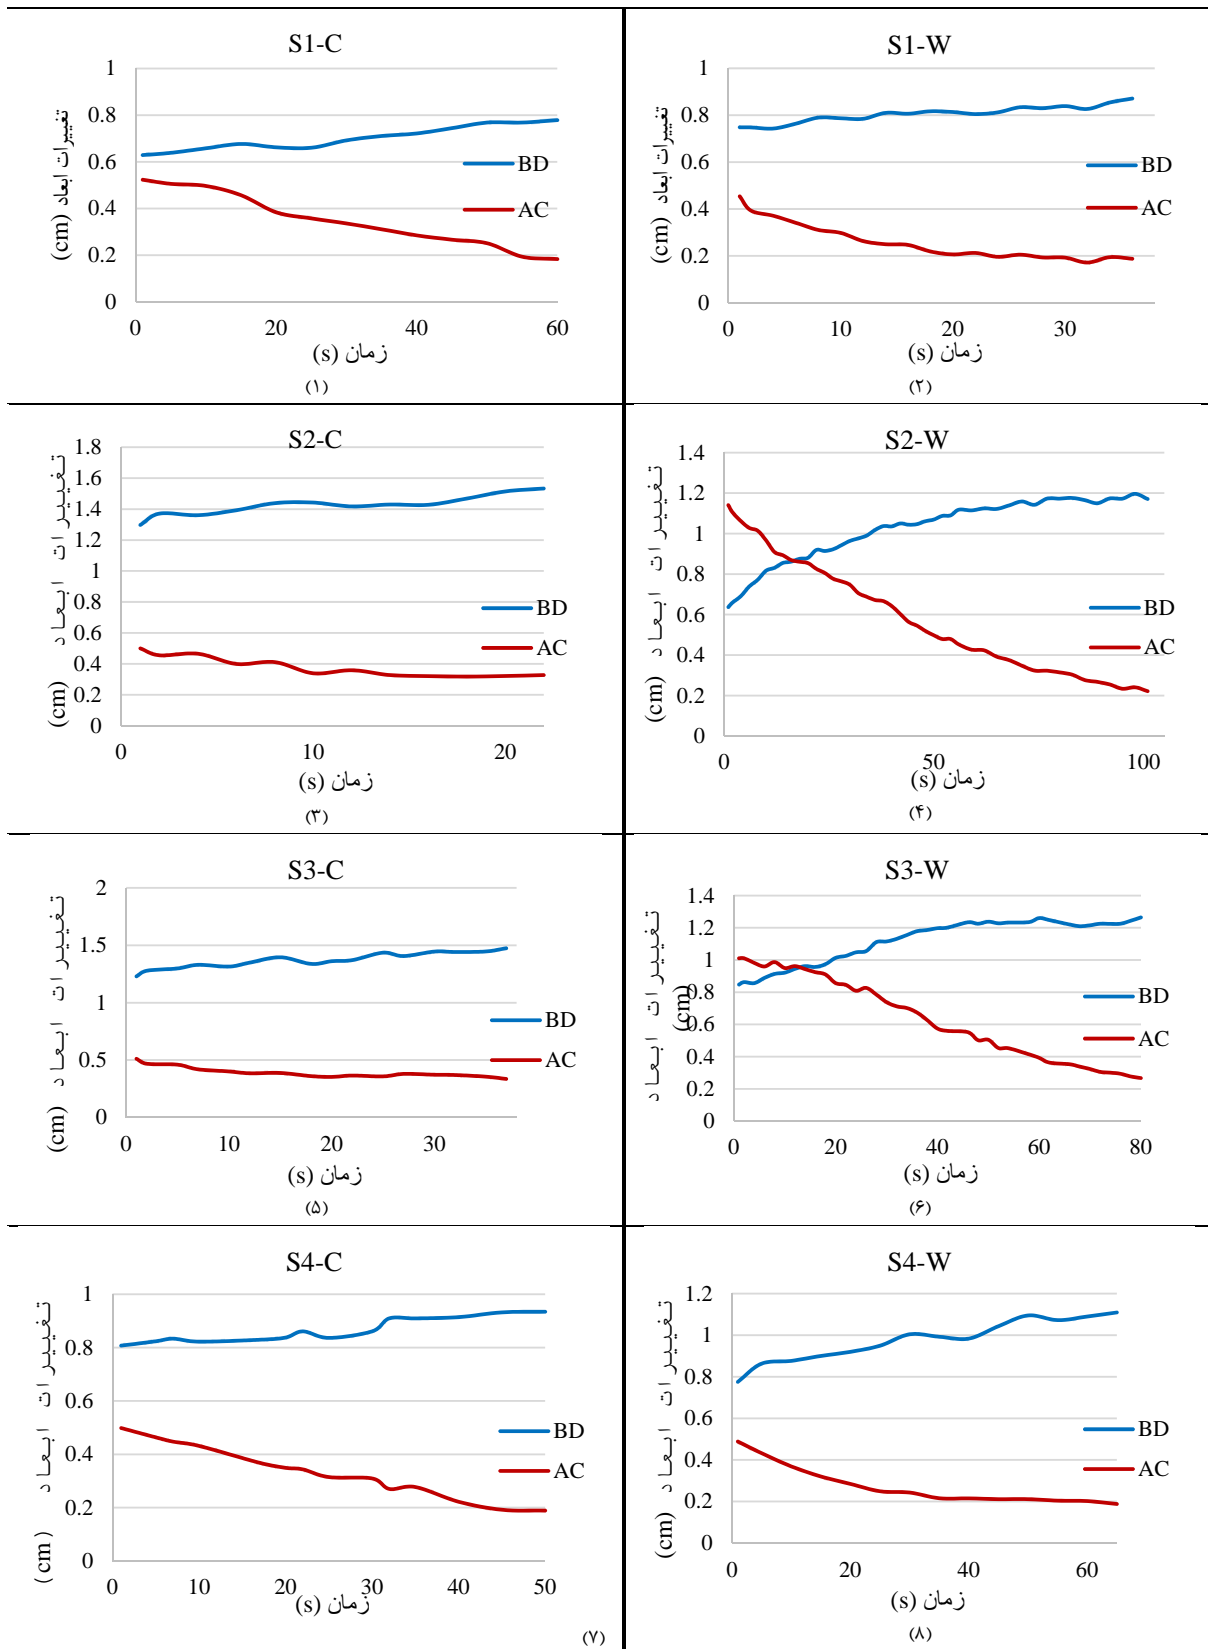 S1-C
1
0.8
0.6
0.4
0.2
0
تغییرات ابعاد (cm)
BD
AC
0 20 40 60
زمان (s)
(۱)
S1-W
1
0.8
0.6
0.4
0.2
0
تغییرات ابعاد (cm)
BD
AC
0 10 20 30
زمان (s)
(۲)
S2-C
1.8
1.6
1.4
1.2
1
0.8
0.6
0.4
0.2
0
تغییرات ابعاد (cm)
BD
AC
0 10 20
زمان (s)
(۳)
S2-W
1.4
1.2
1
0.8
0.6
0.4
0.2
0
تغییرات ابعاد (cm)
BD
AC
0 50 100
زمان (s)
(۴)
S3-C
2
1.5
1
0.5
0
تغییرات ابعاد (cm)
BD
AC
0 10 20 30
زمان (s)
(۵)
S3-W
1.4
1.2
1
0.8
0.6
0.4
0.2
0
تغییرات ابعاد
(cm)
BD
AC
0 20 40 60 80
زمان (s)
(۶)
S4-C
1
0.8
0.6
0.4
0.2
0
تغییرات ابعاد (cm)
BD
AC
0 10 20 30 40 50
زمان (s)
(۷)
S4-W
1.2
1
0.8
0.6
0.4
0.2
0
تغییرات ابعاد (cm)
BD
AC
0 20 40 60
زمان (s)
(۸)